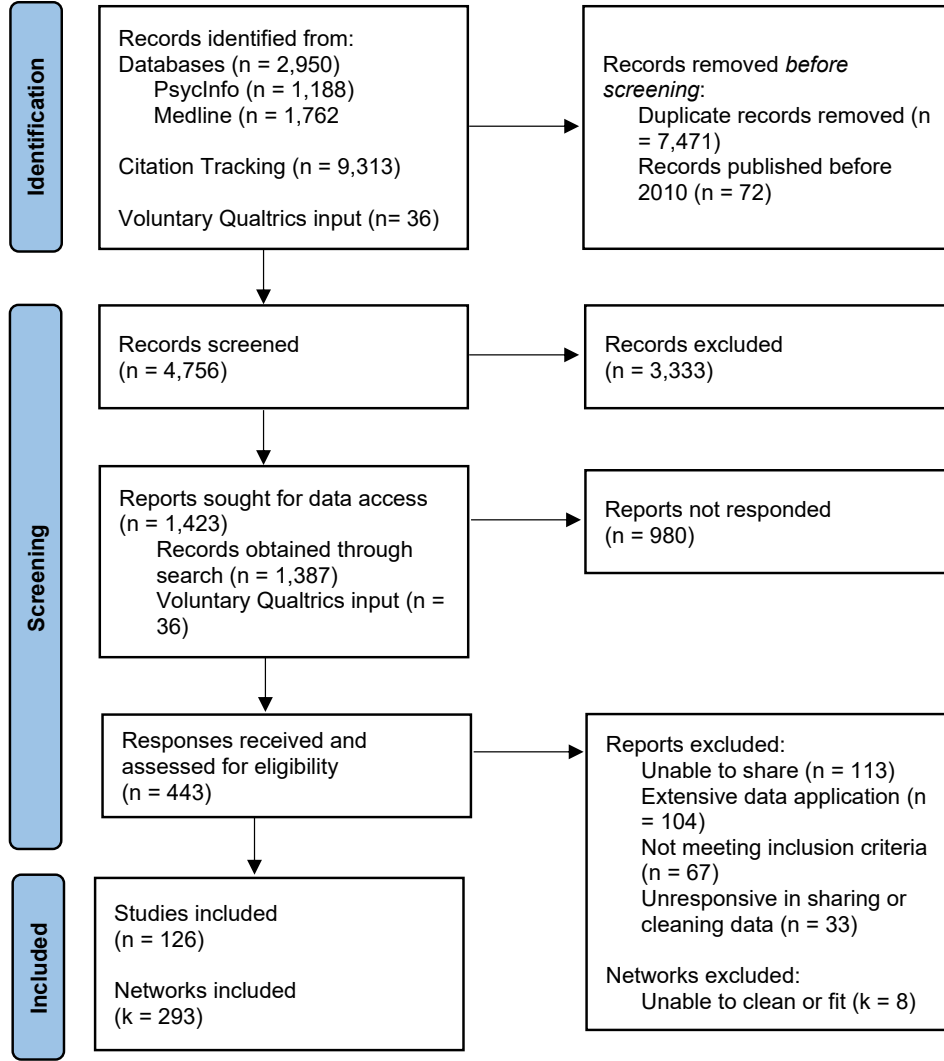 Identification
Records identified from:
Databases (n = 2,950)
PsycInfo (n = 1,188)
Medline (n = 1,762
Citation Tracking (n = 9,313)
Voluntary Qualtrics input (n= 36)
Records removed before
screening:
Duplicate records removed (n
= 7,471)
Records published before
2010 (n = 72)
Screening
Records screened
(n = 4,756)
Records excluded
(n = 3,333)
Reports sought for data access
(n = 1,423)
Records obtained through
search (n = 1,387)
Voluntary Qualtrics input (n =
36)
Reports not responded
(n = 980)
Responses received and
assessed for eligibility
(n = 443)
Reports excluded:
Unable to share (n = 113)
Extensive data application (n
= 104)
Not meeting inclusion criteria
(n = 67)
Unresponsive in sharing or
cleaning data (n = 33)
Networks excluded:
Unable to clean or fit (k = 8)
Included
Studies included
(n = 126)
Networks included
(k = 293)